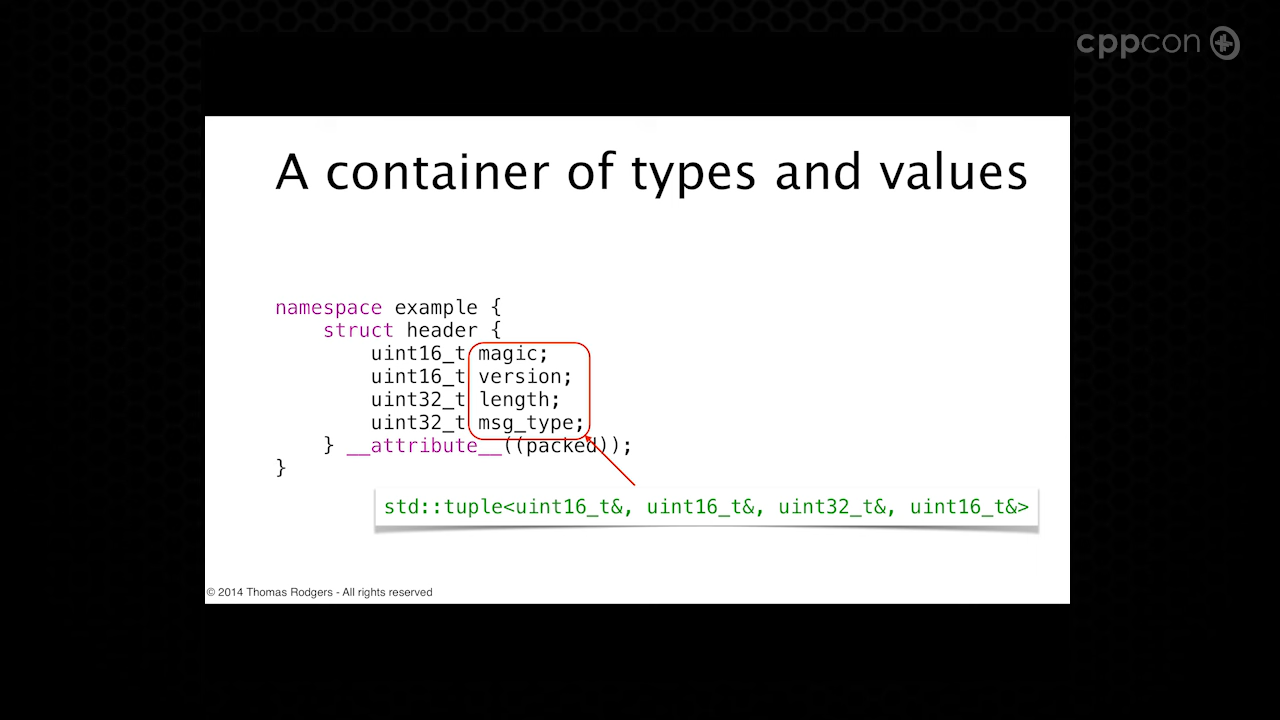 cppcon
A container of types and values
namespace example {
struct header {
uint16_t magic;
uint16_t version;
uint32_t length;
uint32_t msg_type;
} __attribute__((packed));
}
std::tuple<uint16_t&, uint16_t&, uint32_t&, uint16_t&>
© 2014 Thomas Rodgers - All rights reserved